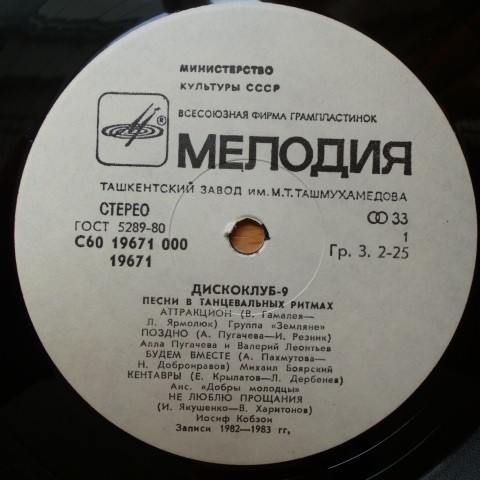 МИНИСТЕРСТВО
КУЛЬТУРЫ СССР
ВСЕСОЮЗНАЯ ФИРМА ГРАМПЛАСТИНОК
®
МЕЛОДИЯ
ТАШКЕНТСКИЙ ЗАВОД ИМ. М.Т. ТАШМУХАМЕДОВА
СТЕРЕО
ГОСТ 5289-80
С60 19671 000
19671
33
1
Гр. 3. 2-25
ДИСКОКЛУБ-9
ПЕСНИ В ТАНЦЕВАЛЬНЫХ РИТМАХ
АТТРАКЦИОН (В. Гамалея—
Л. Ярмолюк) Группа «Земляне»
ПОЗДНО (А. Пугачева—И. Резник)
Алла Пугачева и Валерий Леонтьев
БУДЕМ ВМЕСТЕ (А. Пахмутова—
Н. Добронравов) Михаил Боярский
КЕНТАВРЫ (Е. Крылатов—Л. Дербенев)
Анс. «Добры молодцы»
НЕ ЛЮБЛЮ ПРОЩАНИЯ
(И. Якушенко—В. Харитонов)
Иосиф Кобзон
Записи 1982—1983 гг,